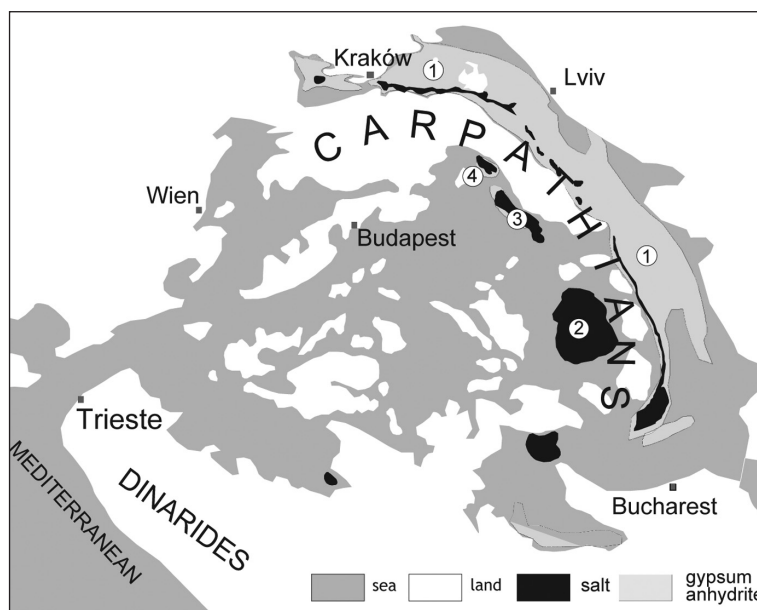 Kraków
1
Lviv
CARPATHIANS
4
Wien
3
Budapest
1
2
Trieste
MEDITERRANEAN
DINARIDES
Bucharest
sea
land
salt
gypsum
anhydrite